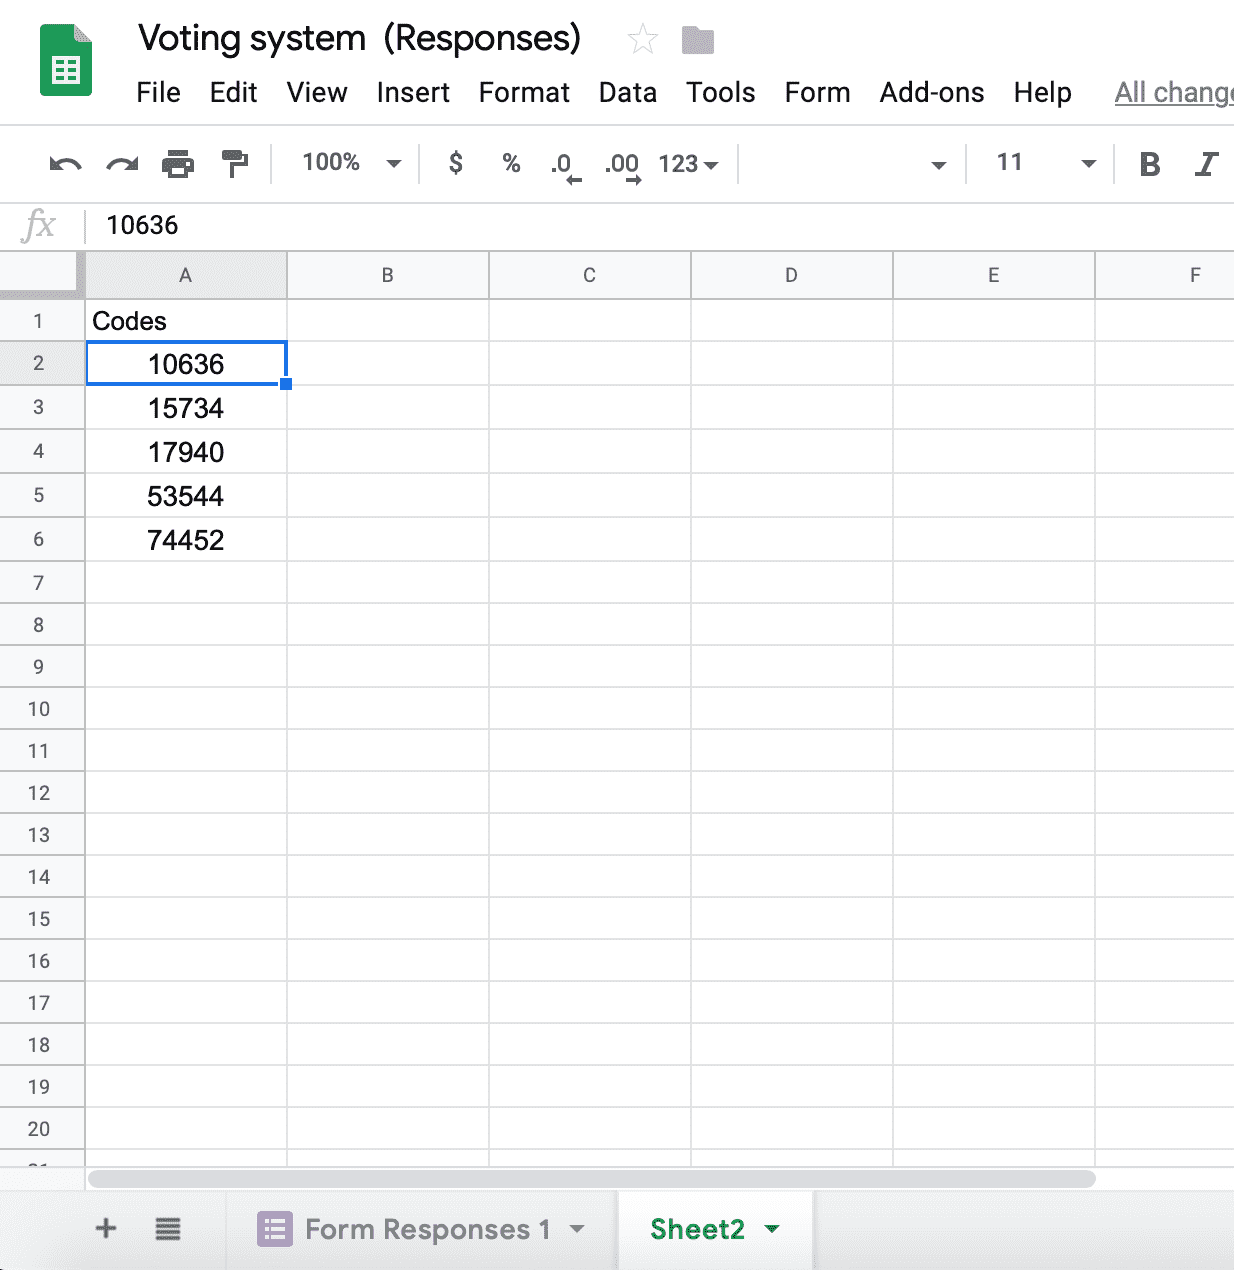 Voting system (Responses)
File Edit View Insert Format Data Tools Form Add-ons Help All change
100% $ % .0 .00 123 11 B I
fx 10636
A B C D E F
1 Codes
2 10636
3 15734
4 17940
5 53544
6 74452
7
8
9
10
11
12
13
14
15
16
17
18
19
20
+ Form Responses 1 Sheet2